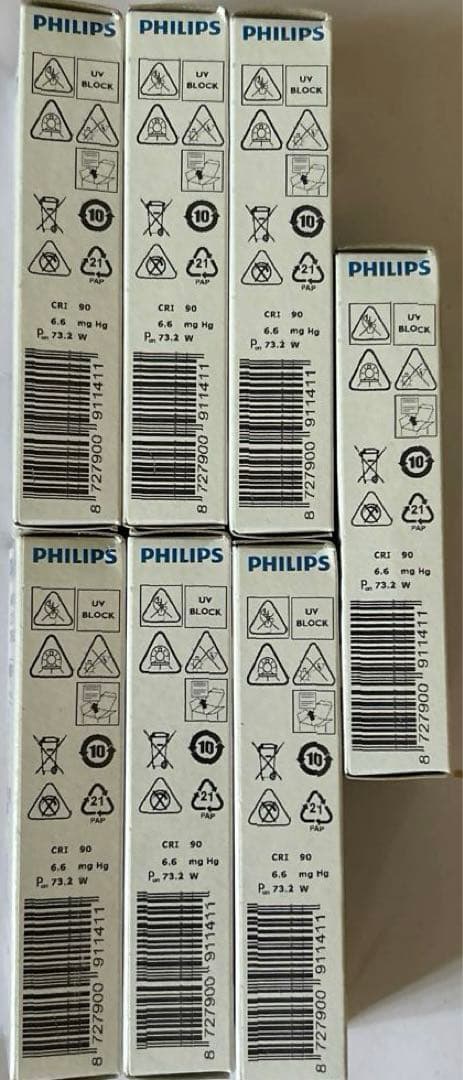 PHILIPS
UV
BLOCK
10
21
PAP
CRI 90
6.6 mg Hg
Pon 73.2 W
8 727900 911411
PHILIPS
UV
BLOCK
10
21
PAP
CRI 90
6.6 mg Hg
Pon 73.2 W
8 727900 911411
PHILIPS
UV
BLOCK
10
21
PAP
CRI 90
6.6 mg Hg
Pon 73.2 W
8 727900 911411
PHILIPS
UV
BLOCK
10
21
PAP
CRI 90
6.6 mg Hg
Pon 73.2 W
8 727900 911411
PHILIPS
UV
BLOCK
10
21
PAP
CRI 90
6.6 mg Hg
Pon 73.2 W
8 727900 911411
PHILIPS
UV
BLOCK
10
21
PAP
CRI 90
6.6 mg Hg
Pon 73.2 W
8 727900 911411
PHILIPS
UV
BLOCK
10
21
PAP
CRI 90
6.6 mg Hg
Pon 73.2 W
8 727900 911411